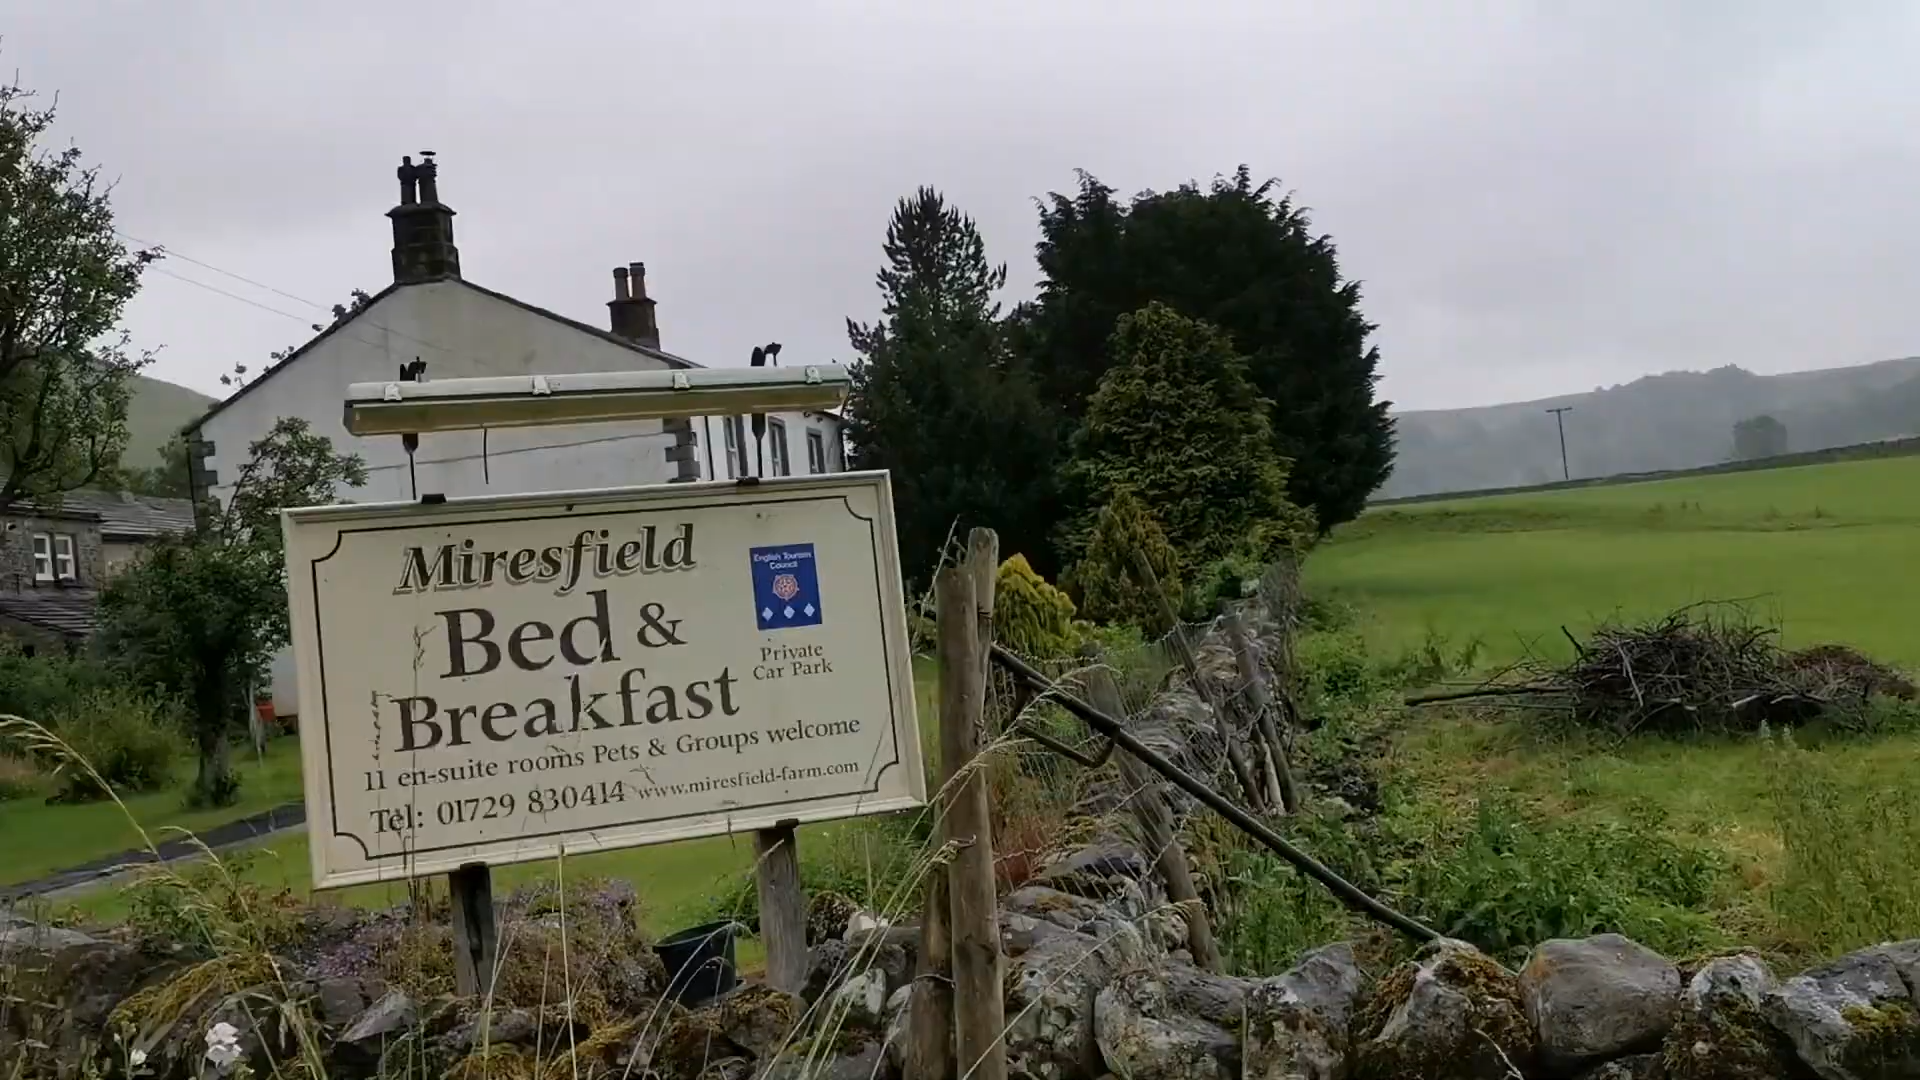 Miresfield
Bed &
Breakfast
English Tourism
Council
Private
Car Park
11 en-suite rooms Pets & Groups welcome
Tel: 01729 830414 www.miresfield-farm.com